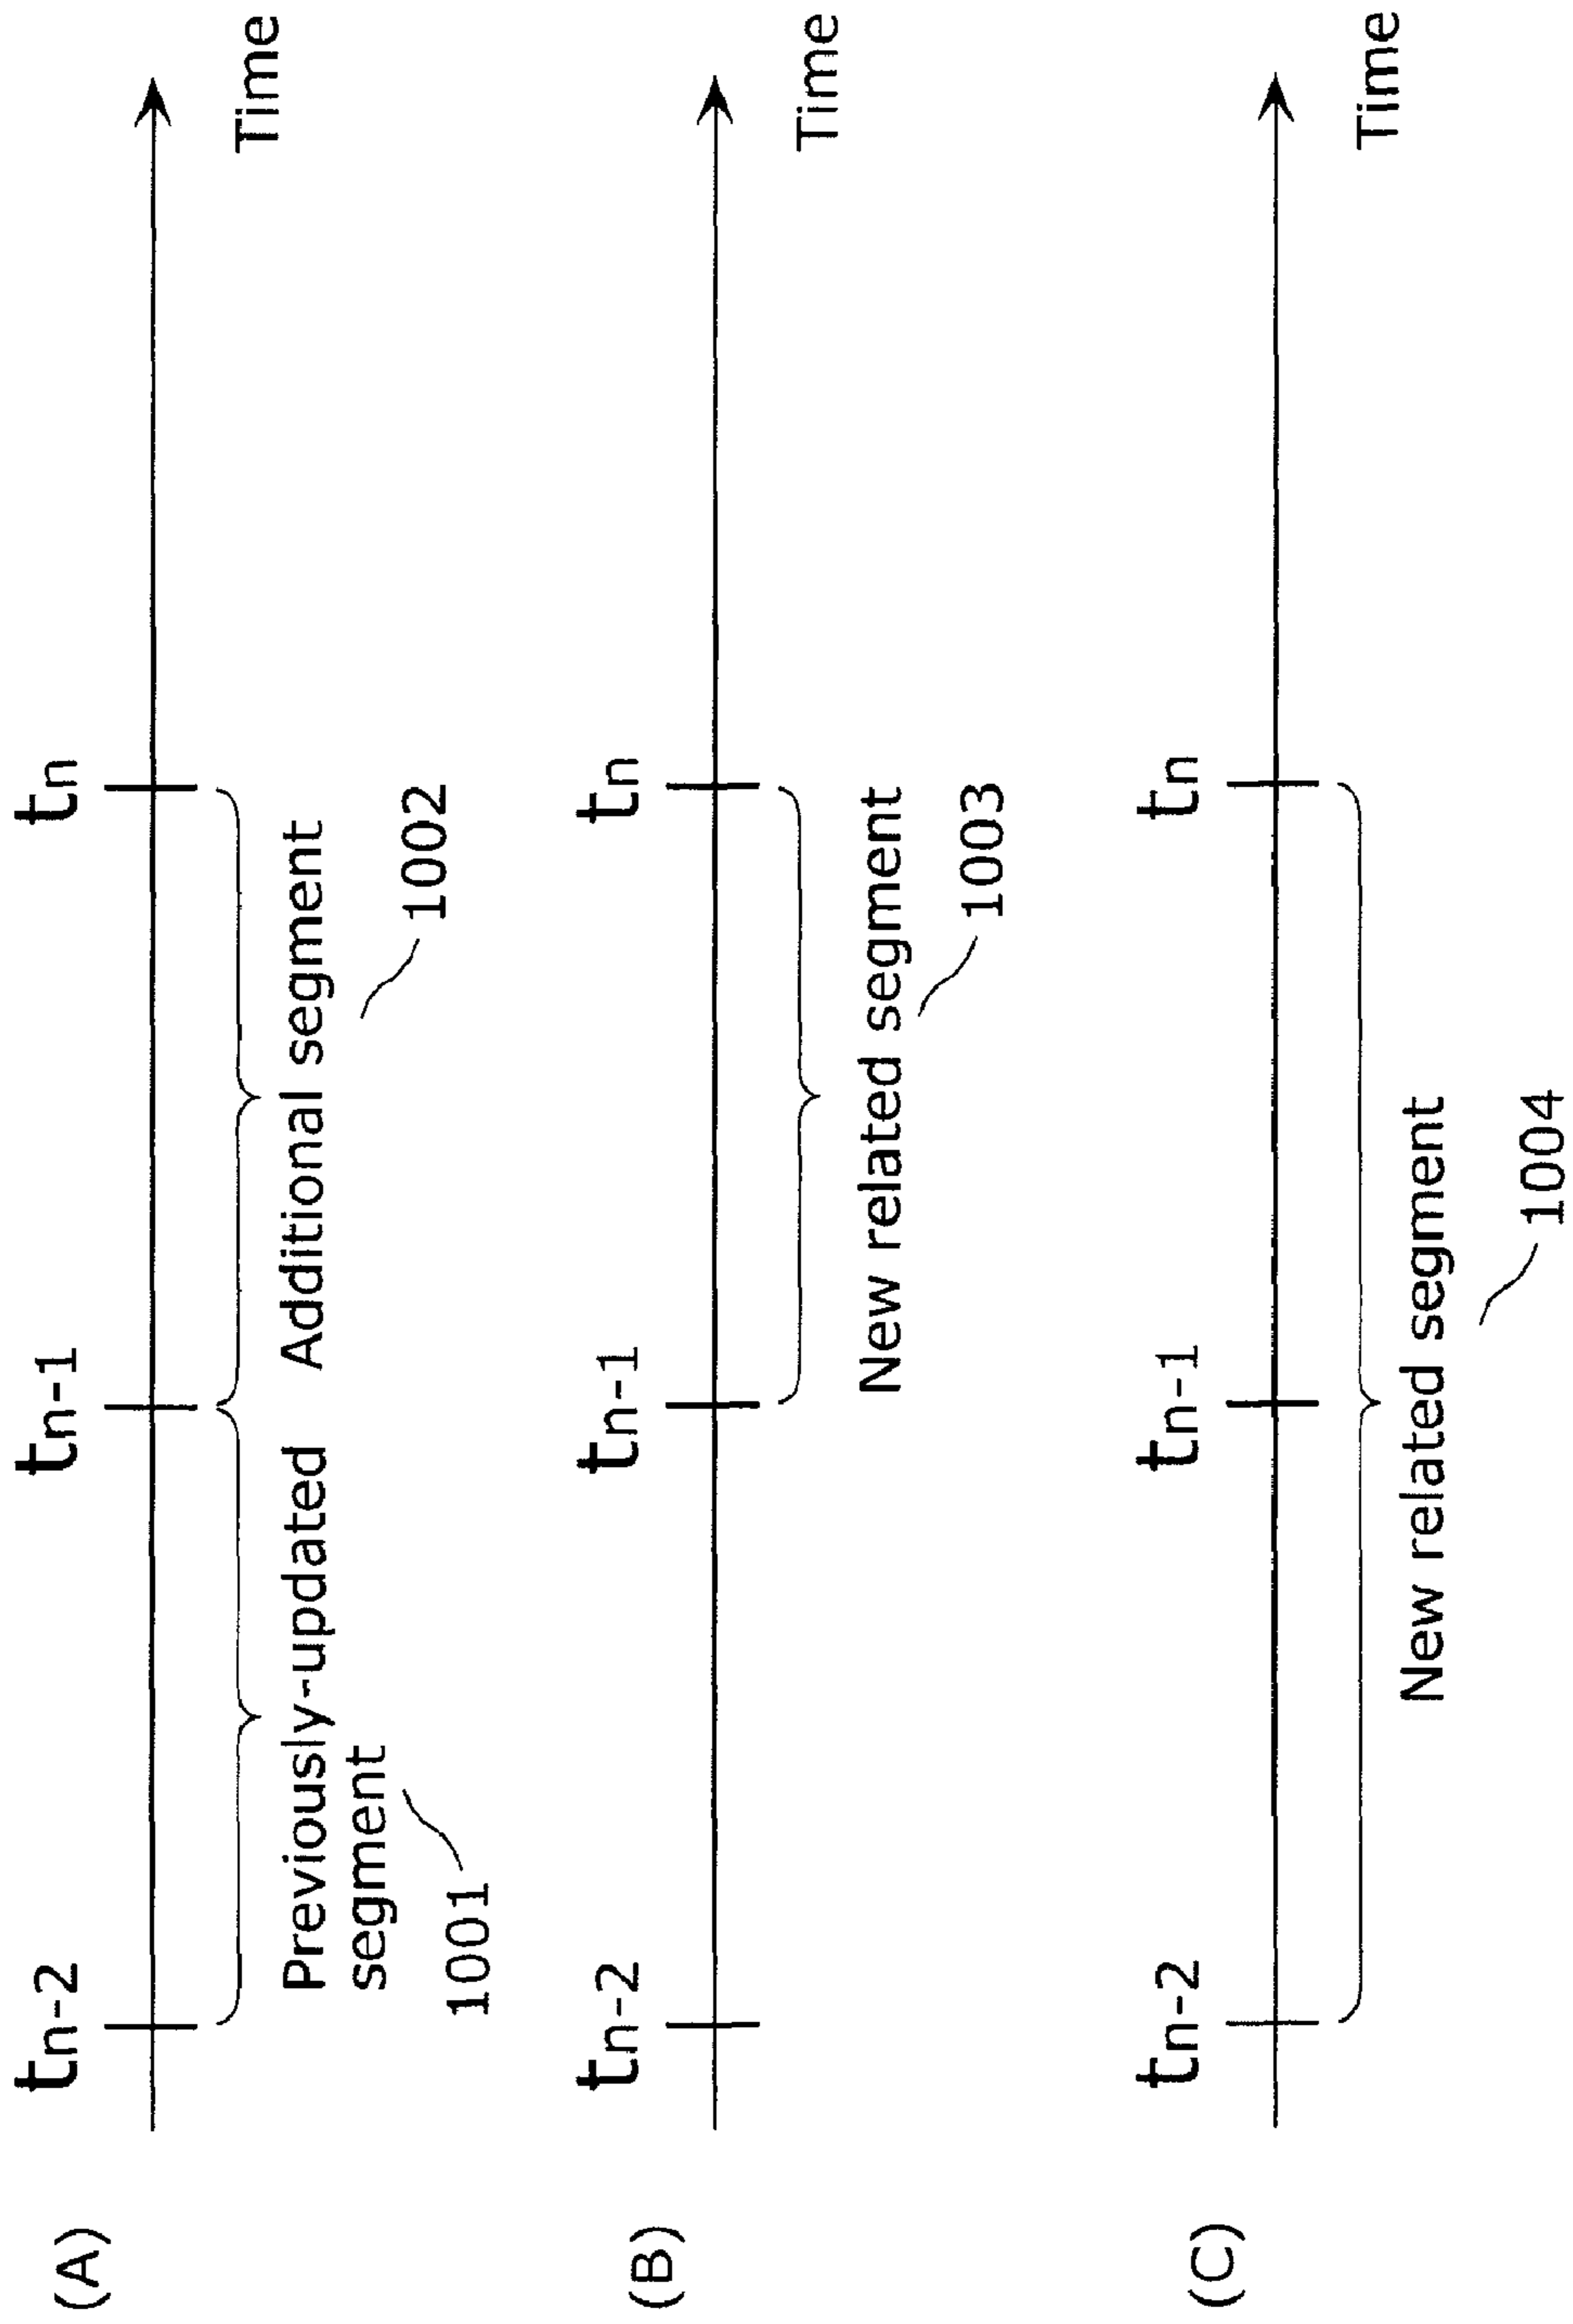 (A)
tn-2
tn-1
tn
Time
Previously-updated
segment
1001
Additional segment
1002
(B)
tn-2
tn-1
tn
Time
New related segment
1003
(C)
tn-2
tn-1
tn
Time
New related segment
1004